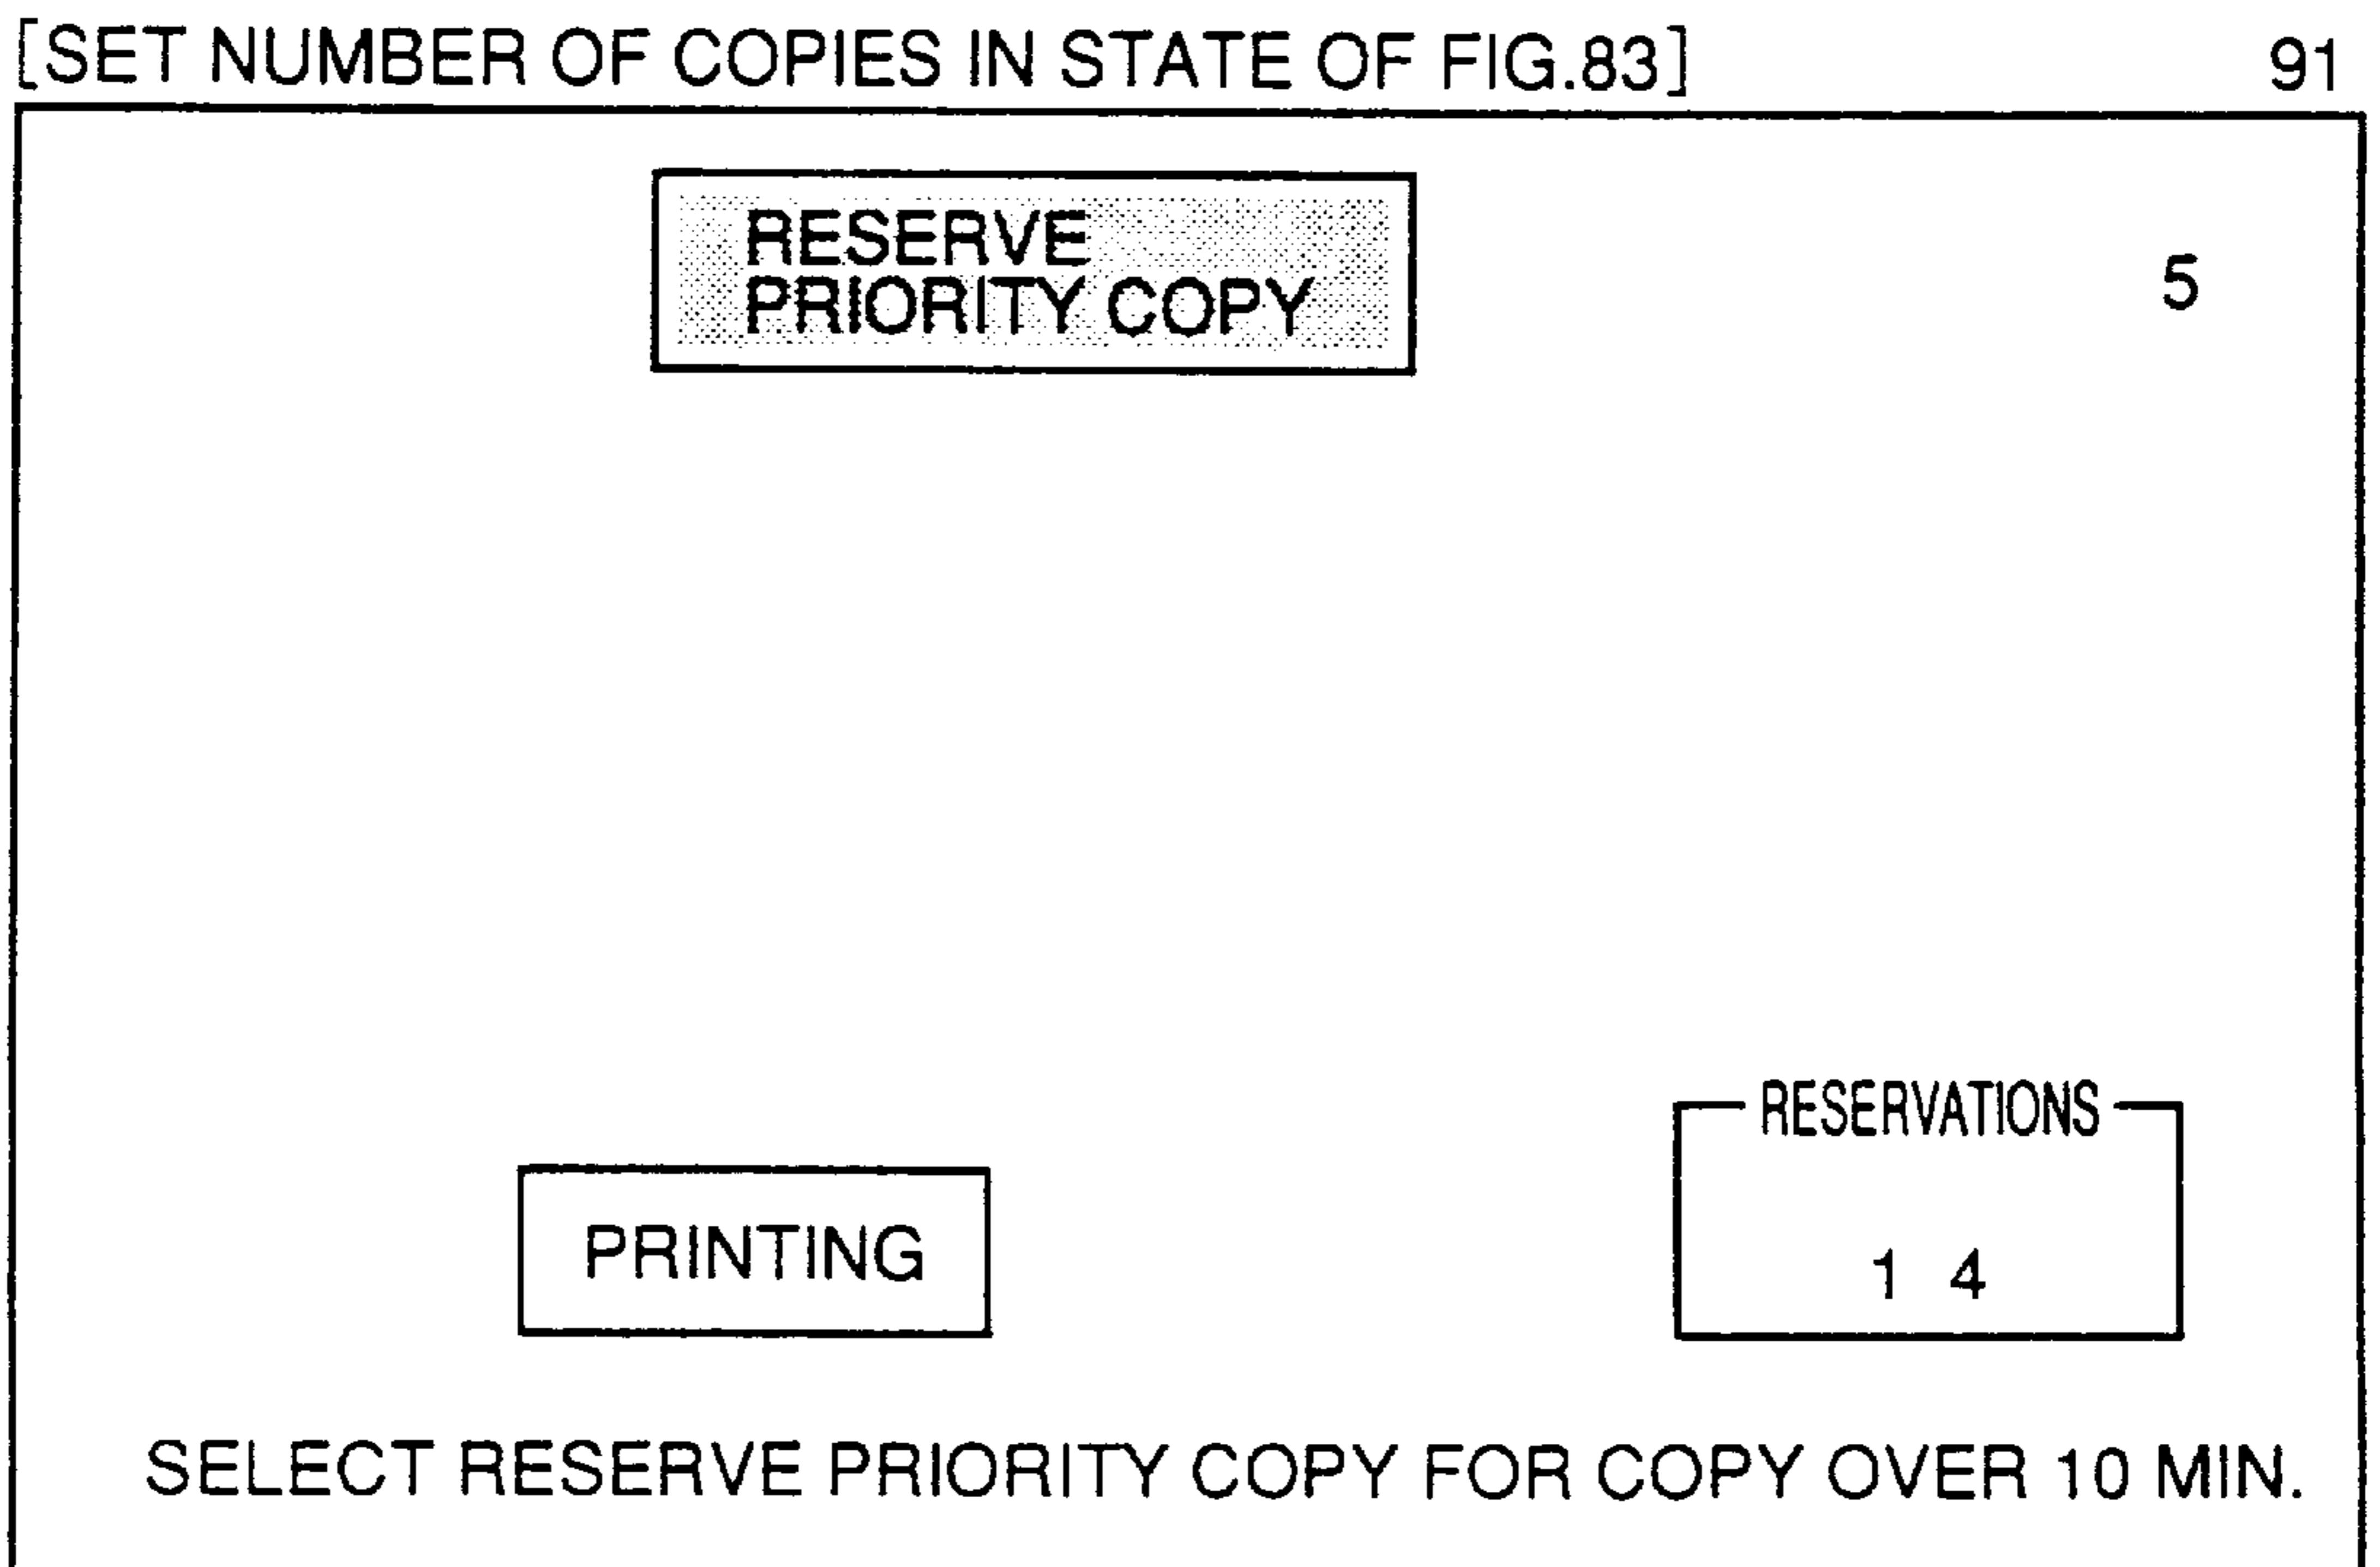 [SET NUMBER OF COPIES IN STATE OF FIG.83]
91
RESERVE
PRIORITY COPY
5
RESERVATIONS
PRINTING
1 4
SELECT RESERVE PRIORITY COPY FOR COPY OVER 10 MIN.